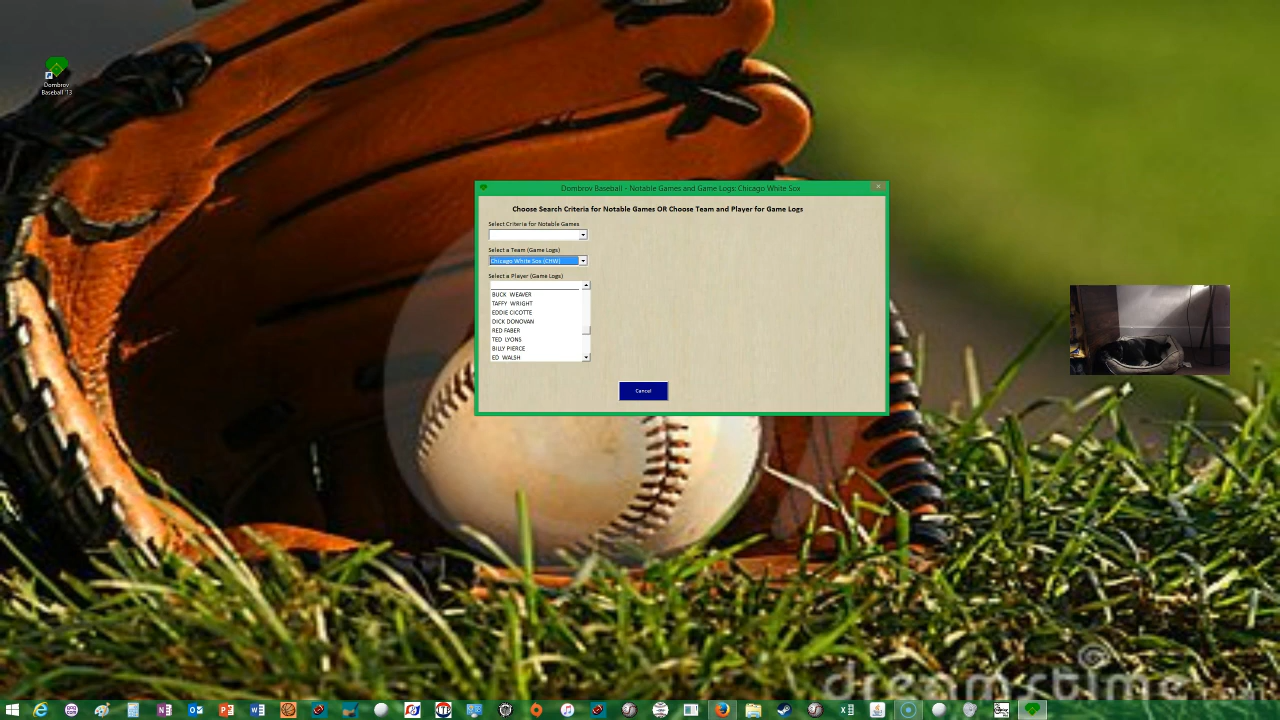 Dombrov
Baseball '13
Dombrov Baseball - Notable Games and Game Logs: Chicago White Sox
Choose Search Criteria for Notable Games OR Choose Team and Player for Game Logs
Select Criteria for Notable Games
Select a Team (Game Logs)
Chicago White Sox (CHW)
Select a Player (Game Logs)
BUCK WEAVER
TAFFY WRIGHT
EDDIE CICOTTE
DICK DONOVAN
RED FABER
TED LYONS
BILLY PIERCE
ED WALSH
Cancel
dreamstime